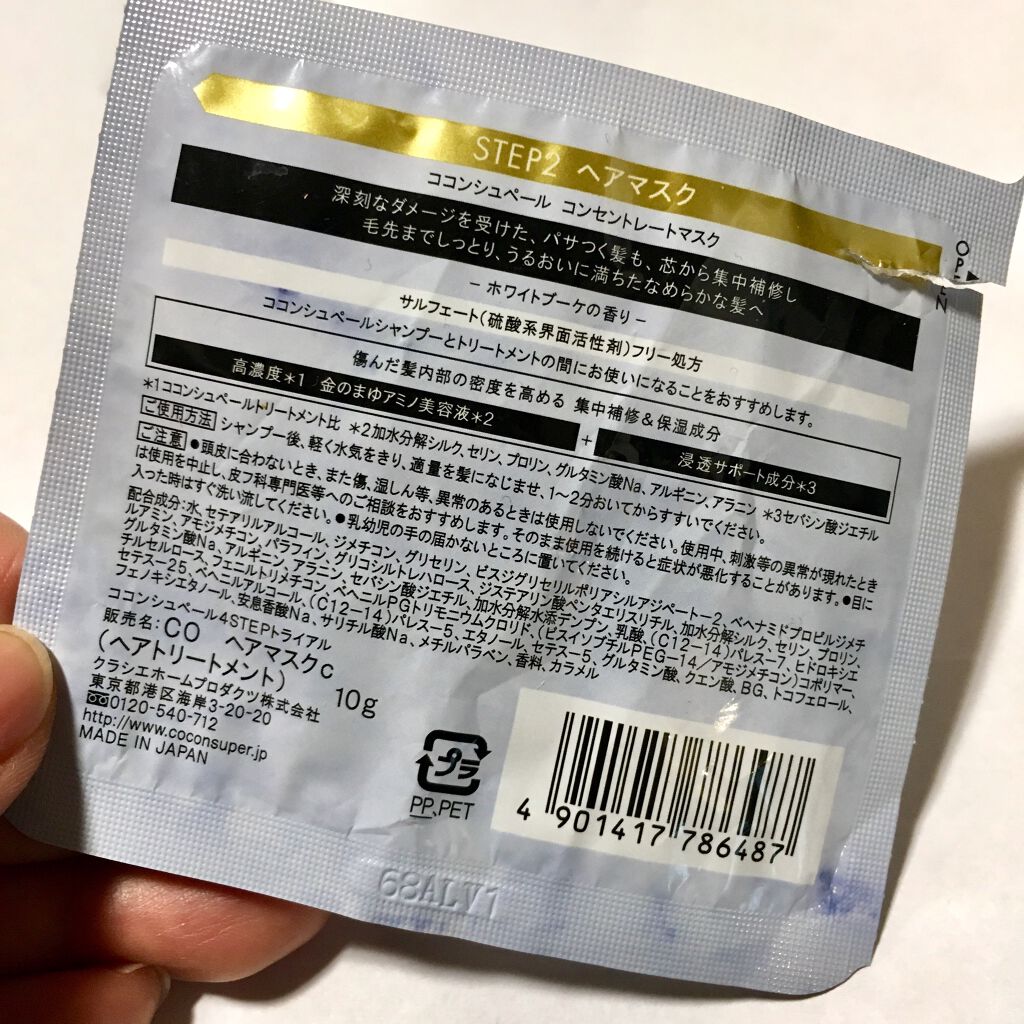 STEP2 ヘアマスク
ココンシュペール コンセントレートマスク
深刻なダメージを受けた、パサつく髪も、芯から集中補修し
毛先までしっとり、うるおいに満ちたなめらかな髪へ
− ホワイトブーケの香り −
サルフェート(硫酸系界面活性剤)フリー処方
ココンシュペールシャンプーとトリートメントの間にお使いになることをおすすめします。
傷んだ髪内部の密度を高める 集中補修&保湿成分
高濃度*1 金のまゆアミノ美容液*2
+
浸透サポート成分*3
*1ココンシュペールトリートメント比 *2加水分解シルク、セリン、プロリン、グルタミン酸Na、アルギニン、アラニン *3セバシン酸ジエチル
ご使用方法 シャンプー後、軽く水気をきり、適量を髪になじませ、1〜2分おいてからすすいでください。
ご注意 ●頭皮に合わないとき、また傷、湿しん等、異常のあるときは使用しないでください。使用中、刺激等の異常が現れたとき
は使用を中止し、皮フ科専門医等へのご相談をおすすめします。そのまま使用を続けると症状が悪化することがあります。●目に
入った時はすぐ洗い流してください。●乳幼児の手の届かないところに置いてください。
配合成分:水、セテアリルアルコール、ジメチコン、グリセリン、ビスジグリセリルポリアシルアジペート-2、ベヘナミドプロピルジメチ
ルアミン、アモジメチコン、パラフィン、グリコシルトレハロース、ジステアリン酸ペンタエリスリチル、加水分解シルク、セリン、プロリン、
グルタミン酸Na、アルギニン、アラニン、セバシン酸ジエチル、加水分解水添デンプン、乳酸、(C12-14)パレス-7、ヒドロキシエ
チルセルロース、フェニルトリメチコン、ベヘニルPGトリモニウムクロリド、(ビスイソブチルPEG-14/アモジメチコン)コポリマー、
セテス-25、ベヘニルアルコール、(C12-14)パレス-5、エタノール、セテス-5、グルタミン酸、クエン酸、BG、トコフェロール、
フェノキシエタノール、安息香酸Na、サリチル酸Na、メチルパラベン、香料、カラメル
ココンシュペール4STEPトライアル
販売名:CO ヘアマスクc
(ヘアトリートメント) 10g
クラシエホームプロダクツ株式会社
東京都港区海岸3-20-20
0120-540-712
http://www.coconsuper.jp
MADE IN JAPAN
プラ
PP、PET
4 901417 786487
68ALV1